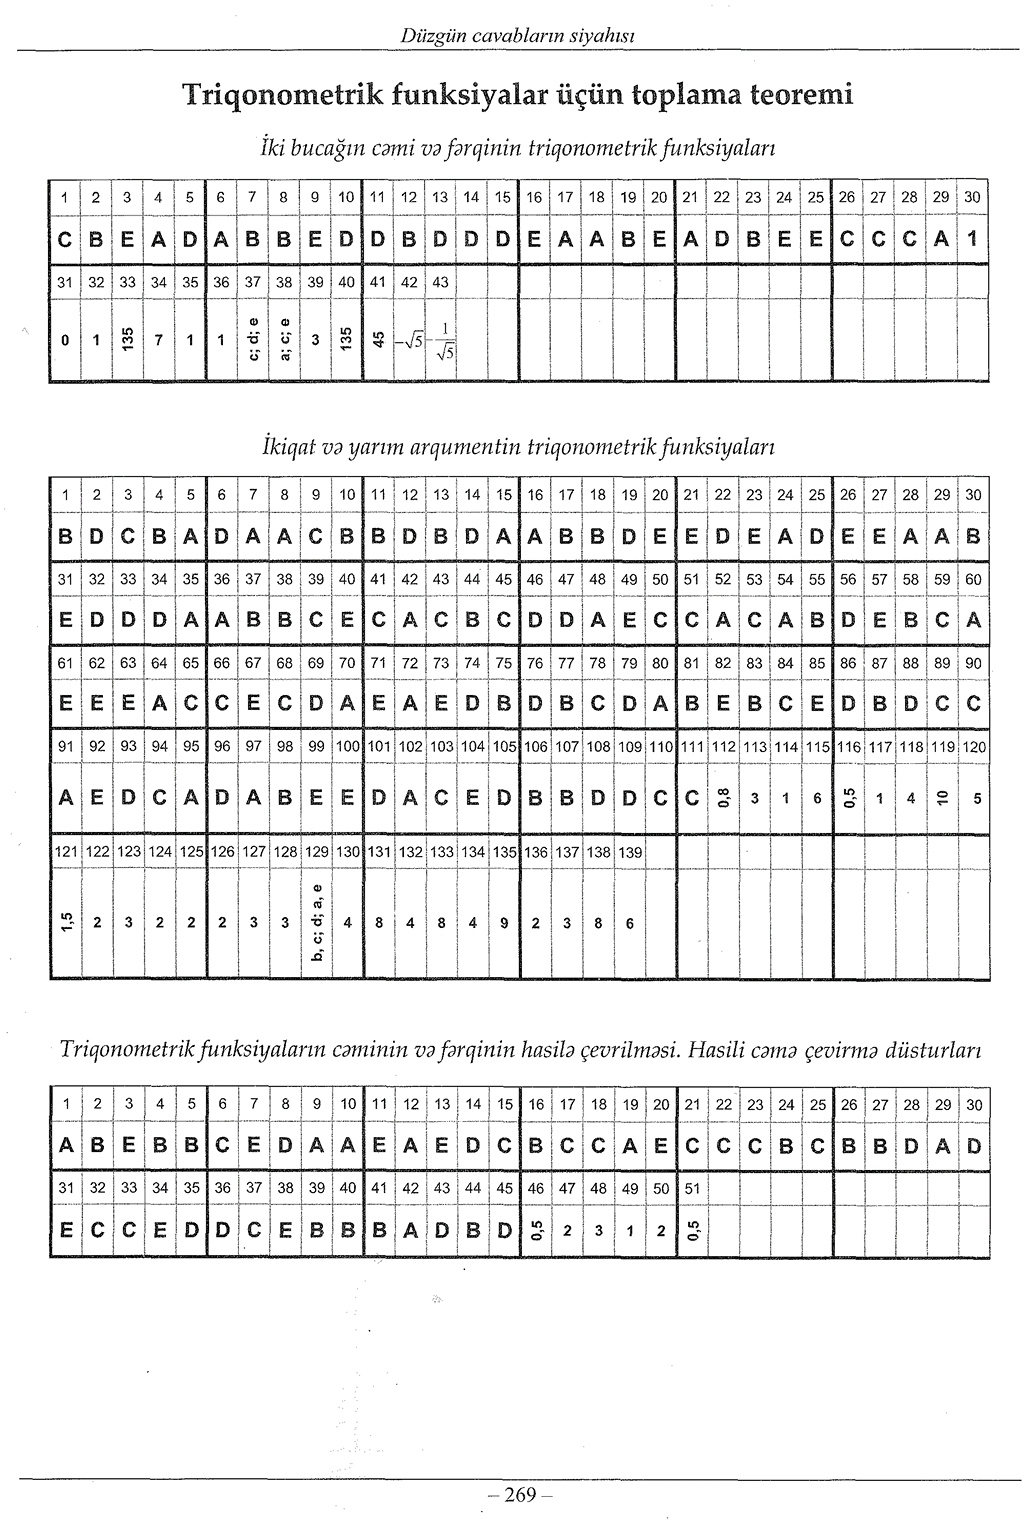 Düzgün cavabların siyahısı
Triqonometrik funksiyalar üçün toplama teoremi
İki bucağın cəmi və fərqinin triqonometrik funksiyaları
1 2 3 4 5 6 7 8 9 10 11 12 13 14 15 16 17 18 19 20 21 22 23 24 25 26 27 28 29 30
C B E A D A B B E D D B D D D E A A B E A D B E E C C C A 1
31 32 33 34 35 36 37 38 39 40 41 42 43
0 1 135 7 1 1 c; d; e a; c; e 3 135 45 -√5 -1/√5
İkiqat və yarım arqumentin triqonometrik funksiyaları
1 2 3 4 5 6 7 8 9 10 11 12 13 14 15 16 17 18 19 20 21 22 23 24 25 26 27 28 29 30
B D C B A D A A C B B D B D A A B B D E E D E A D E E A A B
31 32 33 34 35 36 37 38 39 40 41 42 43 44 45 46 47 48 49 50 51 52 53 54 55 56 57 58 59 60
E D D D A A B B C E C A C B C D D A E C C A C A B D E B C A
61 62 63 64 65 66 67 68 69 70 71 72 73 74 75 76 77 78 79 80 81 82 83 84 85 86 87 88 89 90
E E E A C C E C D A E A E D B D B C D A B E B C E D B D C C
91 92 93 94 95 96 97 98 99 100 101 102 103 104 105 106 107 108 109 110 111 112 113 114 115 116 117 118 119 120
A E D C A D A B E E D A C E D B B D D C C 0,8 3 1 6 0,5 1 4 10 5
121 122 123 124 125 126 127 128 129 130 131 132 133 134 135 136 137 138 139
1,5 2 3 2 2 2 3 3 b, c; d; a, e 4 8 4 8 4 9 2 3 8 6
Triqonometrik funksiyaların cəminin və fərqinin hasilə çevrilməsi. Hasili cəmə çevirmə düsturları
1 2 3 4 5 6 7 8 9 10 11 12 13 14 15 16 17 18 19 20 21 22 23 24 25 26 27 28 29 30
A B E B B C E D A A E A E D C B C C A E C C C B C B B D A D
31 32 33 34 35 36 37 38 39 40 41 42 43 44 45 46 47 48 49 50 51
E C C E D D C E B B B A D B D 0,5 2 3 1 2 0,5
– 269 –